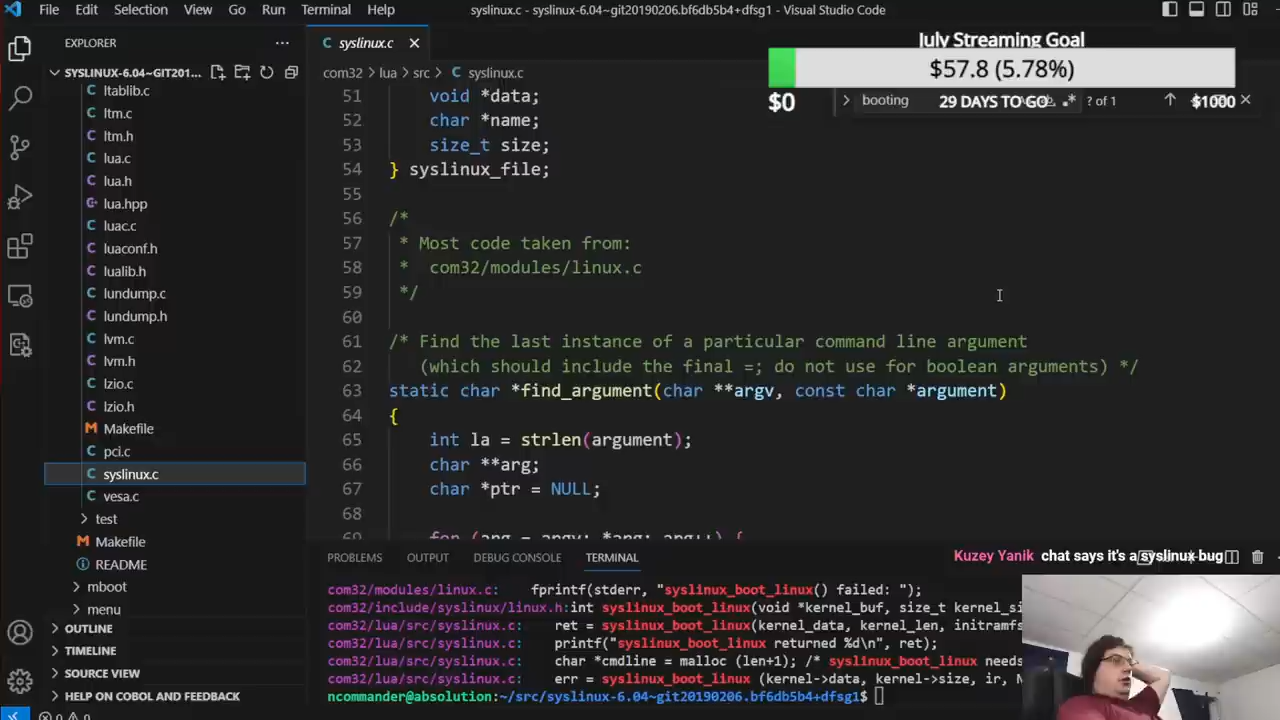 File Edit Selection View Go Run Terminal Help syslinux.c - syslinux-6.04~git20190206.bf6db5b4+dfsg1 - Visual Studio Code
EXPLORER
syslinux.c
July Streaming Goal
$57.8 (5.78%)
$0
29 DAYS TO GO
$1000
booting
? of 1
SYSLINUX-6.04~GIT201...
com32 > lua > src > syslinux.c
ltablib.c
ltm.c
ltm.h
lua.c
lua.h
lua.hpp
luac.c
luaconf.h
lualib.h
lundump.c
lundump.h
lvm.c
lvm.h
lzio.c
lzio.h
Makefile
pci.c
syslinux.c
vesa.c
test
Makefile
README
mboot
menu
OUTLINE
TIMELINE
SOURCE VIEW
HELP ON COBOL AND FEEDBACK
51 void *data;
52 char *name;
53 size_t size;
54 } syslinux_file;
55
56 /*
57 * Most code taken from:
58 * com32/modules/linux.c
59 */
60
61 /* Find the last instance of a particular command line argument
62 (which should include the final =; do not use for boolean arguments) */
63 static char *find_argument(char **argv, const char *argument)
64 {
65 int la = strlen(argument);
66 char **arg;
67 char *ptr = NULL;
68
69 for (arg = argv; *arg; arg++) {
PROBLEMS OUTPUT DEBUG CONSOLE TERMINAL
Kuzey Yanik chat says it's a syslinux bug
com32/modules/linux.c: fprintf(stderr, "syslinux_boot_linux() failed: ");
com32/include/syslinux/linux.h:int syslinux_boot_linux(void *kernel_buf, size_t kernel_si
com32/lua/src/syslinux.c: ret = syslinux_boot_linux(kernel_data, kernel_len, initramfs
com32/lua/src/syslinux.c: printf("syslinux_boot_linux returned %d\n", ret);
com32/lua/src/syslinux.c: char *cmdline = malloc (len+1); /* syslinux_boot_linux needs
com32/lua/src/syslinux.c: err = syslinux_boot_linux (kernel->data, kernel->size, ir, N
ncommander@absolution:~/src/syslinux-6.04~git20190206.bf6db5b4+dfsg1$
0 0